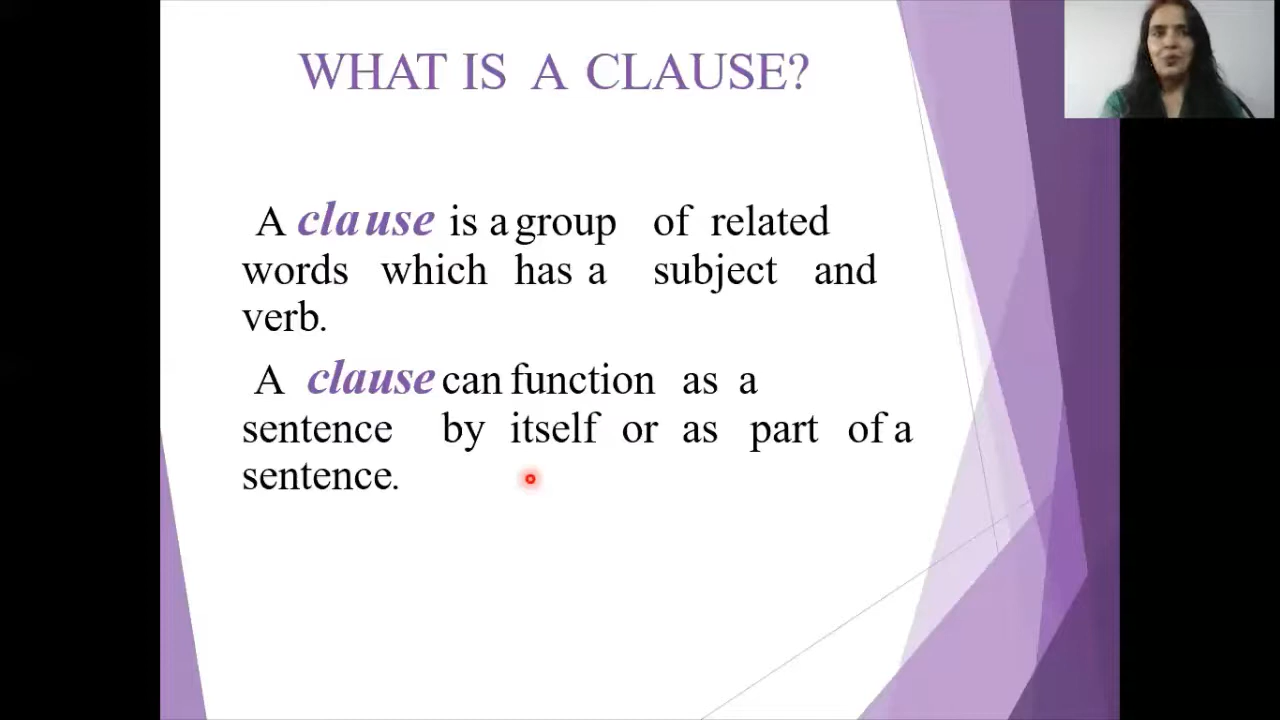 WHAT IS A CLAUSE?
A clause is a group of related
words which has a subject and
verb.
A clause can function as a
sentence by itself or as part of a
sentence.